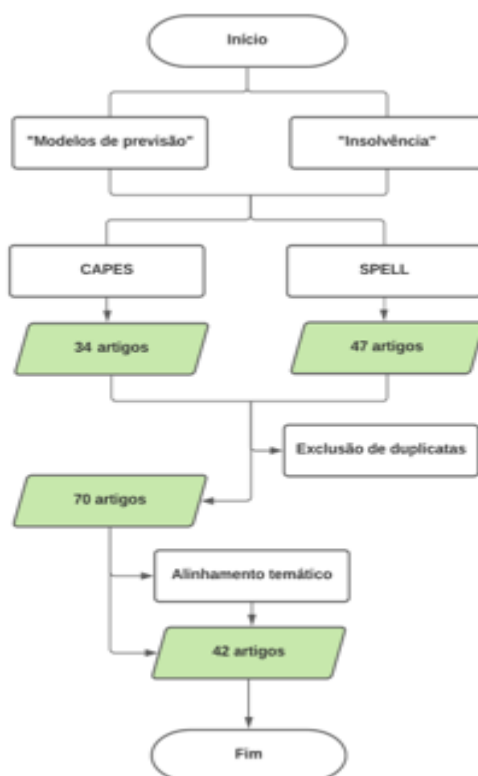 Início
"Modelos de previsão"
"Insolvência"
CAPES
SPELL
34 artigos
47 artigos
Exclusão de duplicatas
70 artigos
Alinhamento temático
42 artigos
Fim